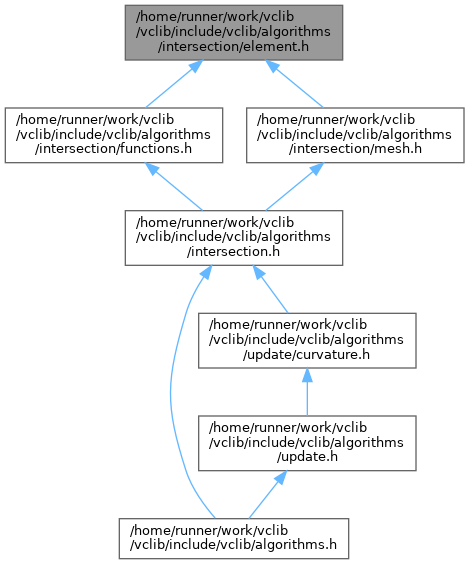 /home/runner/work/vclib
/vclib/include/vclib/algorithms
/intersection/element.h
/home/runner/work/vclib
/vclib/include/vclib/algorithms
/intersection/functions.h
/home/runner/work/vclib
/vclib/include/vclib/algorithms
/intersection/mesh.h
/home/runner/work/vclib
/vclib/include/vclib/algorithms
/intersection.h
/home/runner/work/vclib
/vclib/include/vclib/algorithms
/update/curvature.h
/home/runner/work/vclib
/vclib/include/vclib/algorithms
/update.h
/home/runner/work/vclib
/vclib/include/vclib/algorithms.h